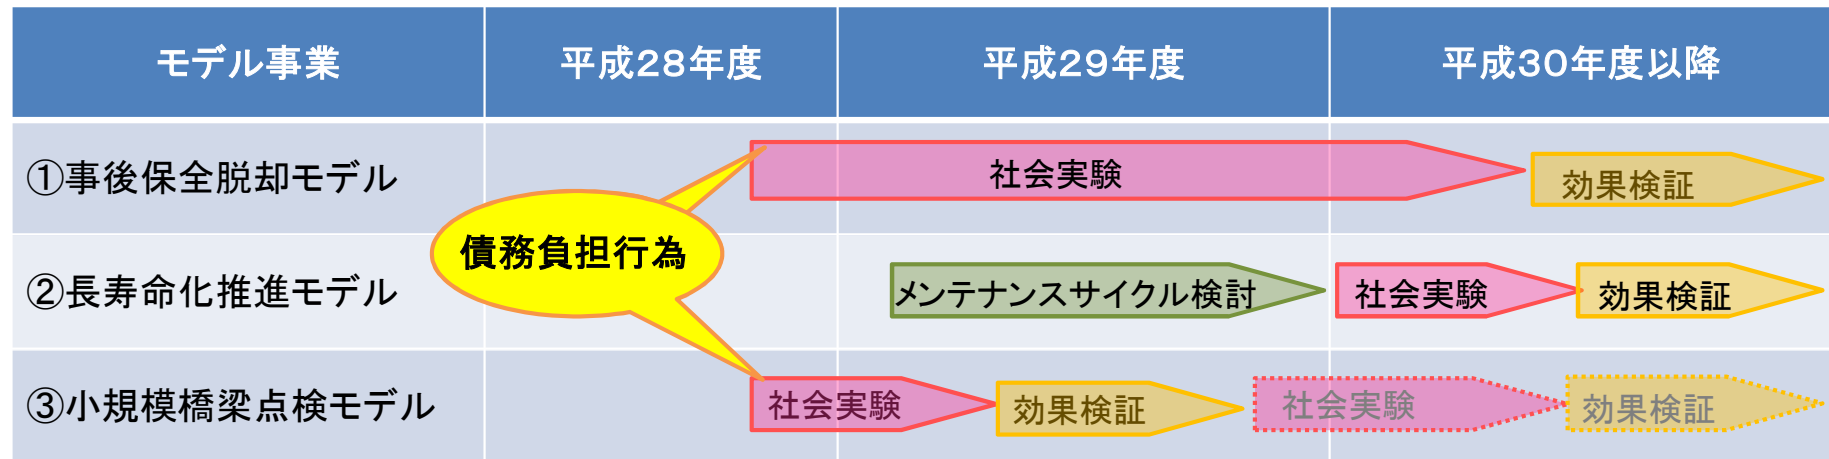 モデル事業
平成28年度
平成29年度
平成30年度以降
①事後保全脱却モデル
社会実験
効果検証
債務負担行為
②長寿命化推進モデル
メンテナンスサイクル検討
社会実験
効果検証
③小規模橋梁点検モデル
社会実験
効果検証
社会実験
効果検証